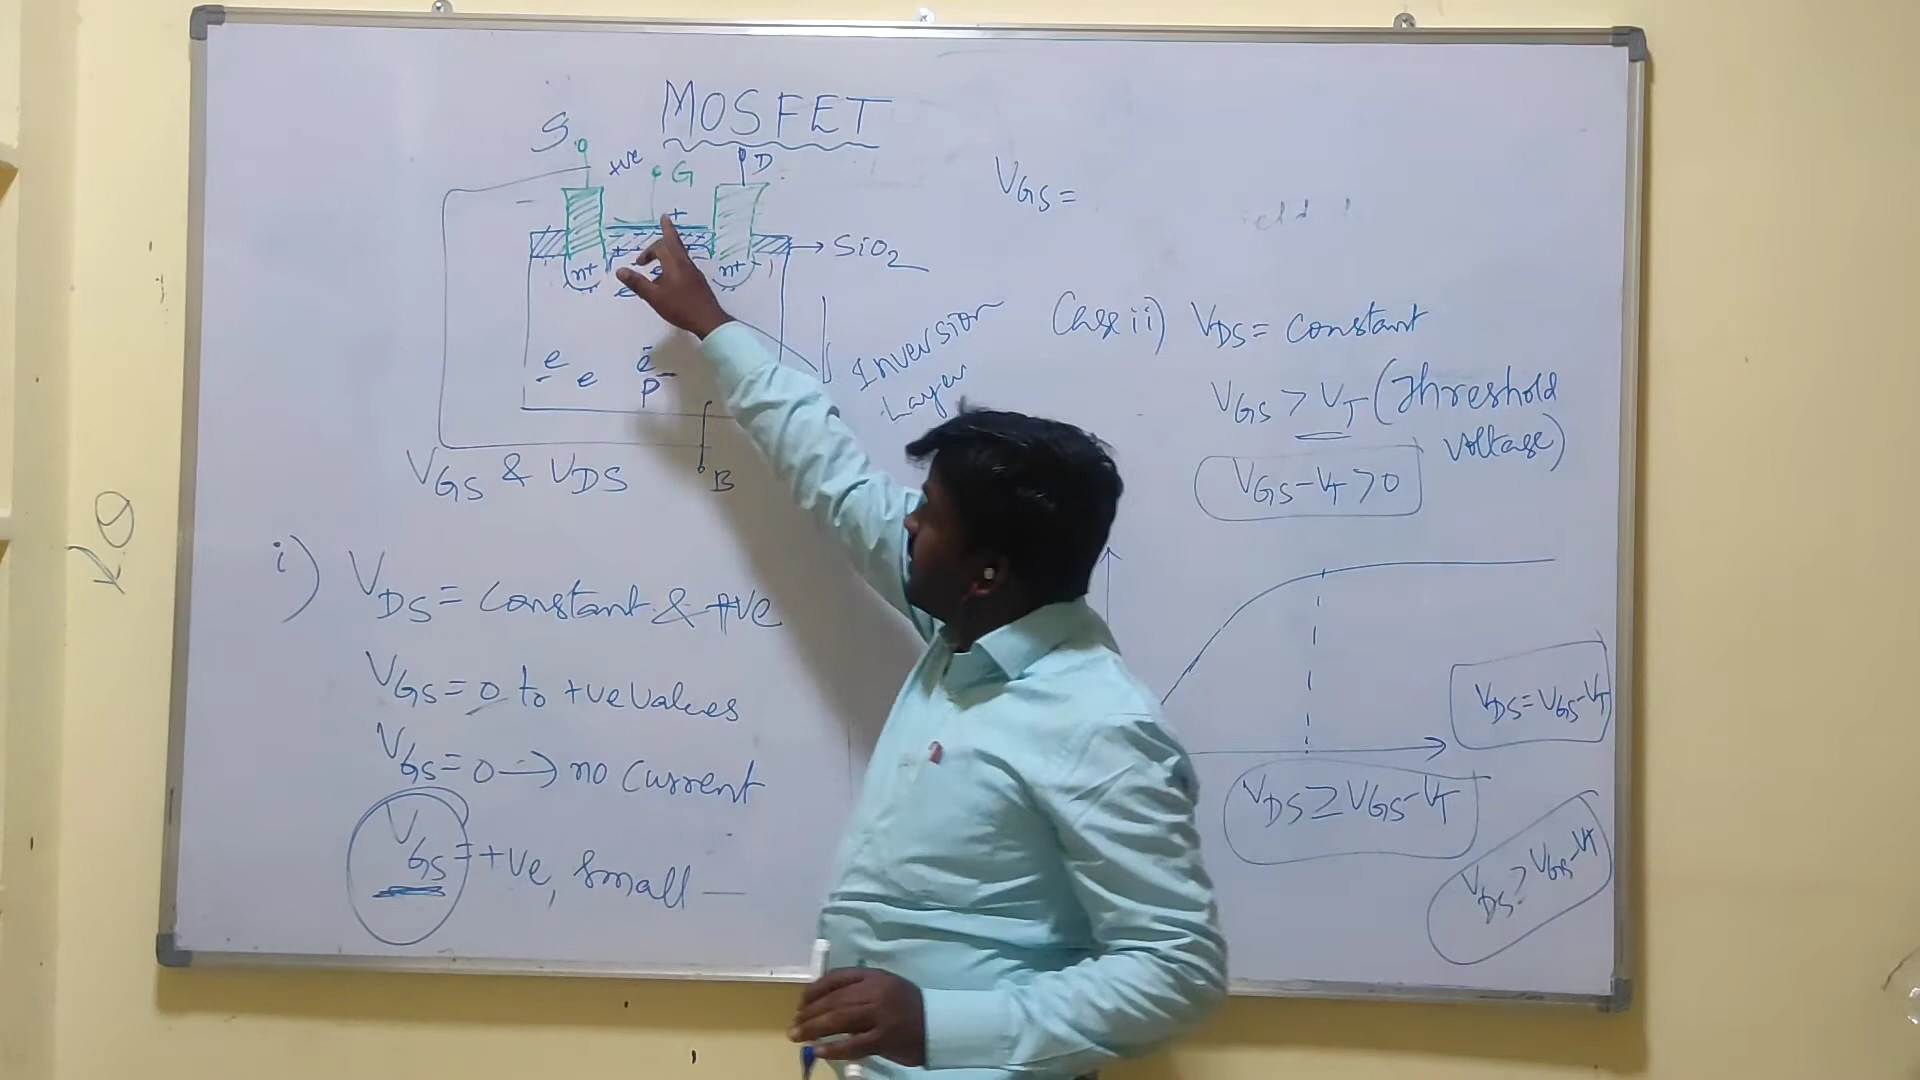 MOSFET
S
+ve
G
D
VGS =
+
SiO2
n+
n+
e
Inversion
Layer
e
e
e
P
B
VGS & VDS
Case ii) VDS = Constant
VGS > VT (Threshold
voltage)
VGS - VT > 0
i) VDS = Constant & +ve
VGS = 0 to +ve values
VGS = 0 → no current
VGS = +ve, small
VDS = VGS - VT
VDS ≥ VGS - VT
VDS > VGS - VT